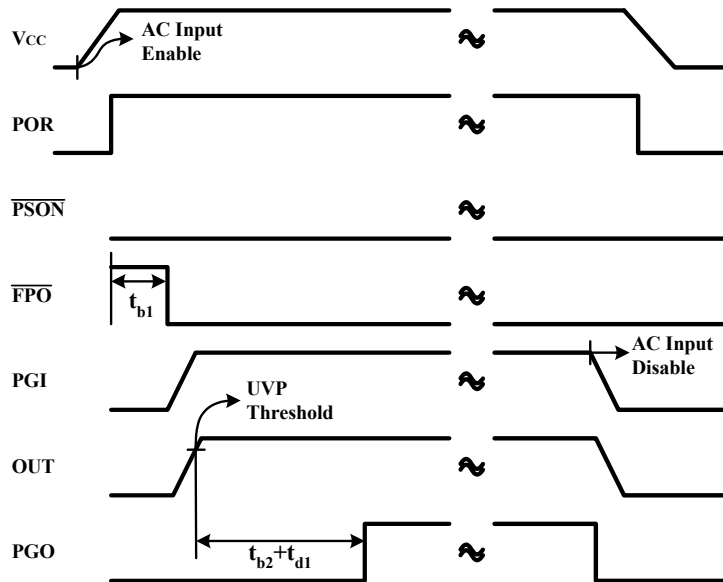 Vcc
AC Input
Enable
POR
PSON
FPO
tb1
PGI
AC Input
Disable
UVP
Threshold
OUT
PGO
tb2+td1